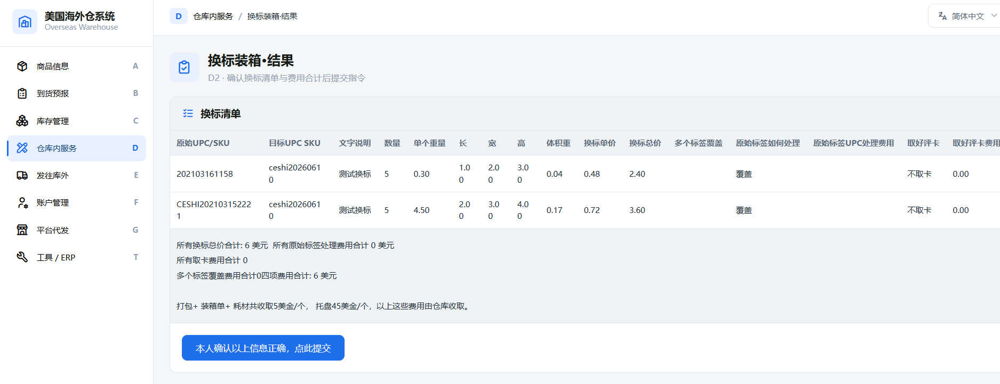 美国海外仓系统
Overseas Warehouse
商品信息 A
到货预报 B
库存管理 C
仓库内服务 D
发往库外 E
账户管理 F
平台代发 G
工具 / ERP T
D 仓库内服务 / 换标装箱·结果
简体中文
换标装箱•结果
D2 · 确认换标清单与费用合计后提交指令
换标清单
原始UPC/SKU 目标UPC SKU 文字说明 数量 单个重量 长 宽 高 体积重 换标单价 换标总价 多个标签覆盖 原始标签如何处理 原始标签UPC处理费用 取好评卡 取好评卡费用
202103161158 ceshi20260610 测试换标 5 0.30 1.00 2.00 3.00 0.04 0.48 2.40 覆盖 不取卡 0.00
CESHI202103152221 ceshi20260610 测试换标 5 4.50 2.00 3.00 4.00 0.17 0.72 3.60 覆盖 不取卡 0.00
所有换标总价合计: 6 美元 所有原始标签处理费用合计 0 美元
所有取卡费用合计 0
多个标签覆盖费用合计0四项费用合计: 6 美元
打包+ 装箱单+ 耗材共收取5美金/个， 托盘45美金/个，以上这些费用由仓库收取。
本人确认以上信息正确，点此提交